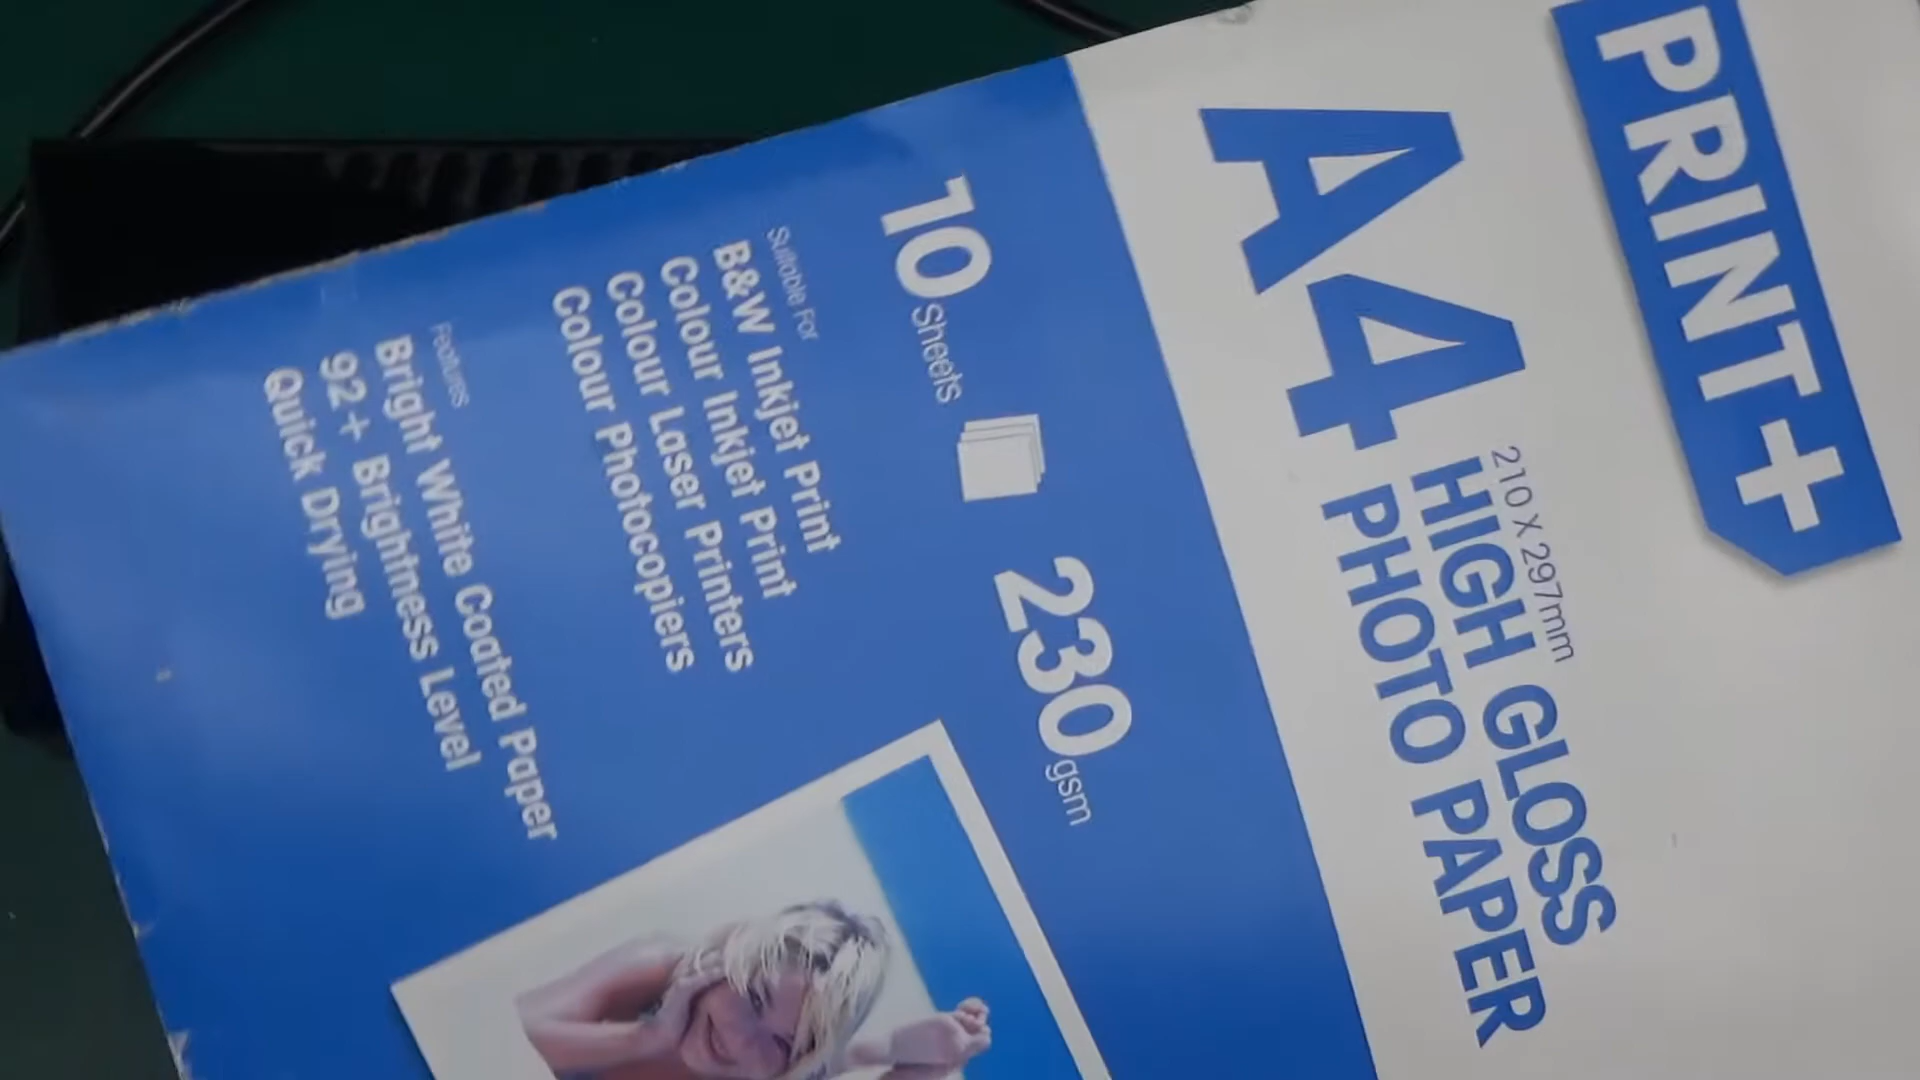 PRINT+
A4
210 X 297mm
HIGH GLOSS
PHOTO PAPER
10 Sheets
230gsm
Suitable For
B&W Inkjet Print
Colour Inkjet Print
Colour Laser Printers
Colour Photocopiers
Features
Bright White Coated Paper
92+ Brightness Level
Quick Drying